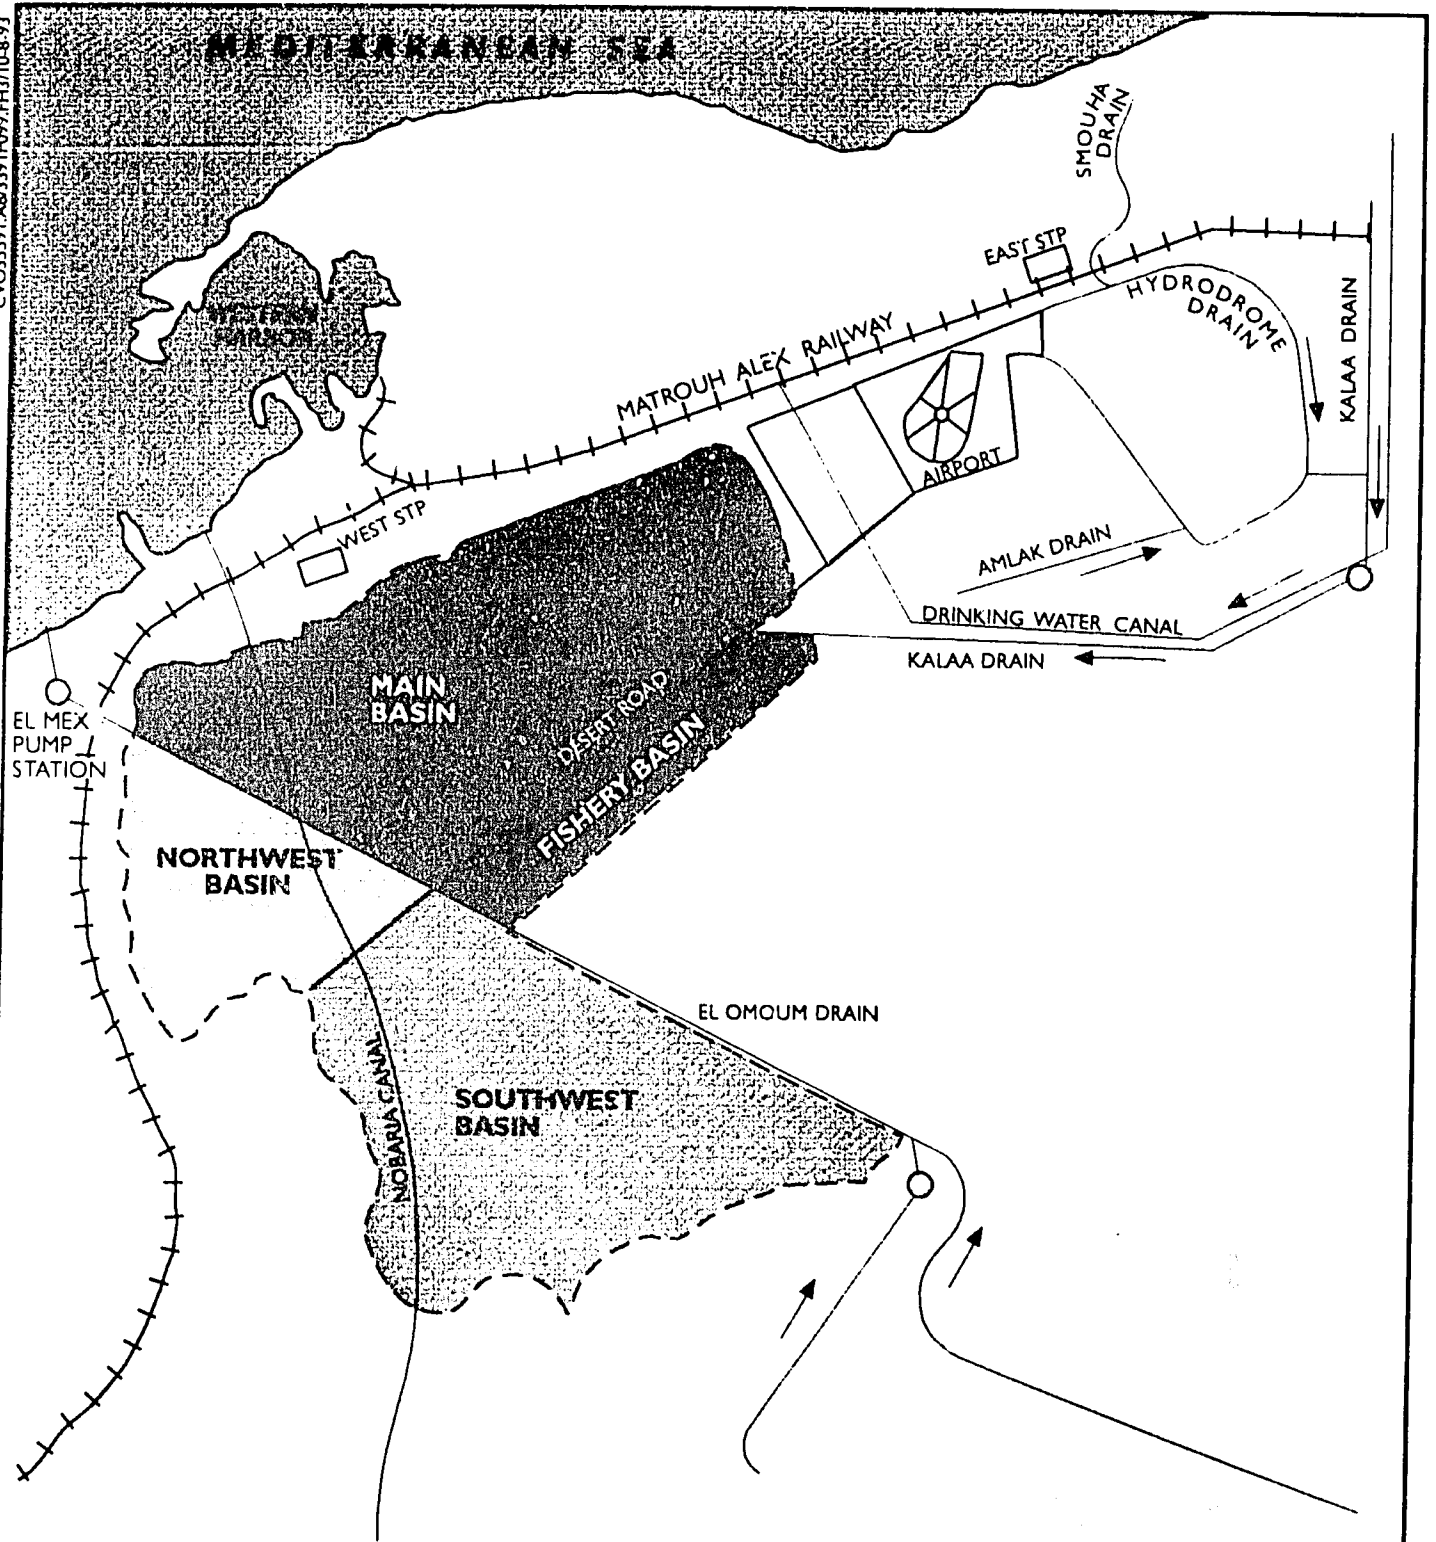 MEDITERRANEAN SEA
SMOUHA
DRAIN
EAST STP
HYDRODROME
DRAIN
KALAA DRAIN
WESTERN
HARBOR
MATROUH ALEX RAILWAY
AIRPORT
WEST STP
AMLAK DRAIN
DRINKING WATER CANAL
KALAA DRAIN
MAIN
BASIN
DESERT ROAD
FISHERY BASIN
EL MEX
PUMP
STATION
NORTHWEST
BASIN
EL OMOUM DRAIN
NOBARIA CANAL
SOUTHWEST
BASIN